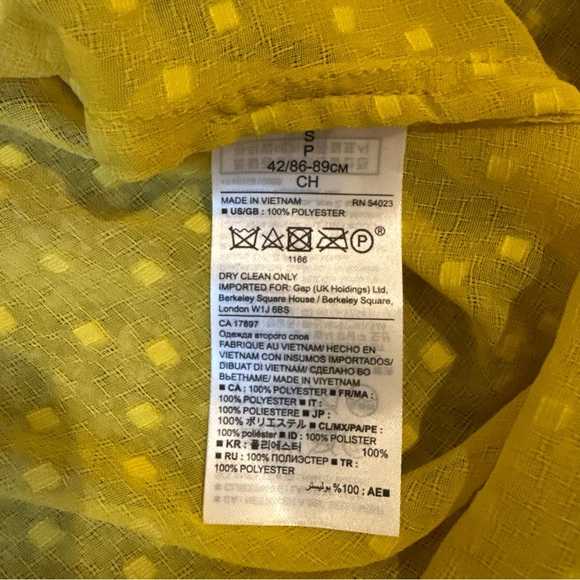 S
P
42/86-89CM
CH
MADE IN VIETNAM RN 54023
■ US/GB : 100% POLYESTER
P ®
1166
DRY CLEAN ONLY
IMPORTED FOR: Gap (UK Holdings) Ltd,
Berkeley Square House / Berkeley Square,
London W1J 6BS
CA 17897
Одежда второго слоя
FABRIQUE AU VIETNAM/ HECHO EN
VIETNAM CON INSUMOS IMPORTADOS/
DIBUAT DI VIETNAM/ СДЕЛАНО ВО
ВЬЕТНАМЕ/ MADE IN VIYETNAM
■ CA : 100% POLYESTER ■ FR/MA :
100% POLYESTER ■ IT :
100% POLIESTERE ■ JP :
100% ポリエステル ■ CL/MX/PA/PE :
100% poliéster ■ ID : 100% POLISTER
■ KR : 폴리에스터 100%
■ RU : 100% ПОЛИЭСТЕР ■ TR :
100% POLYESTER
■ AE : 100% بوليستر